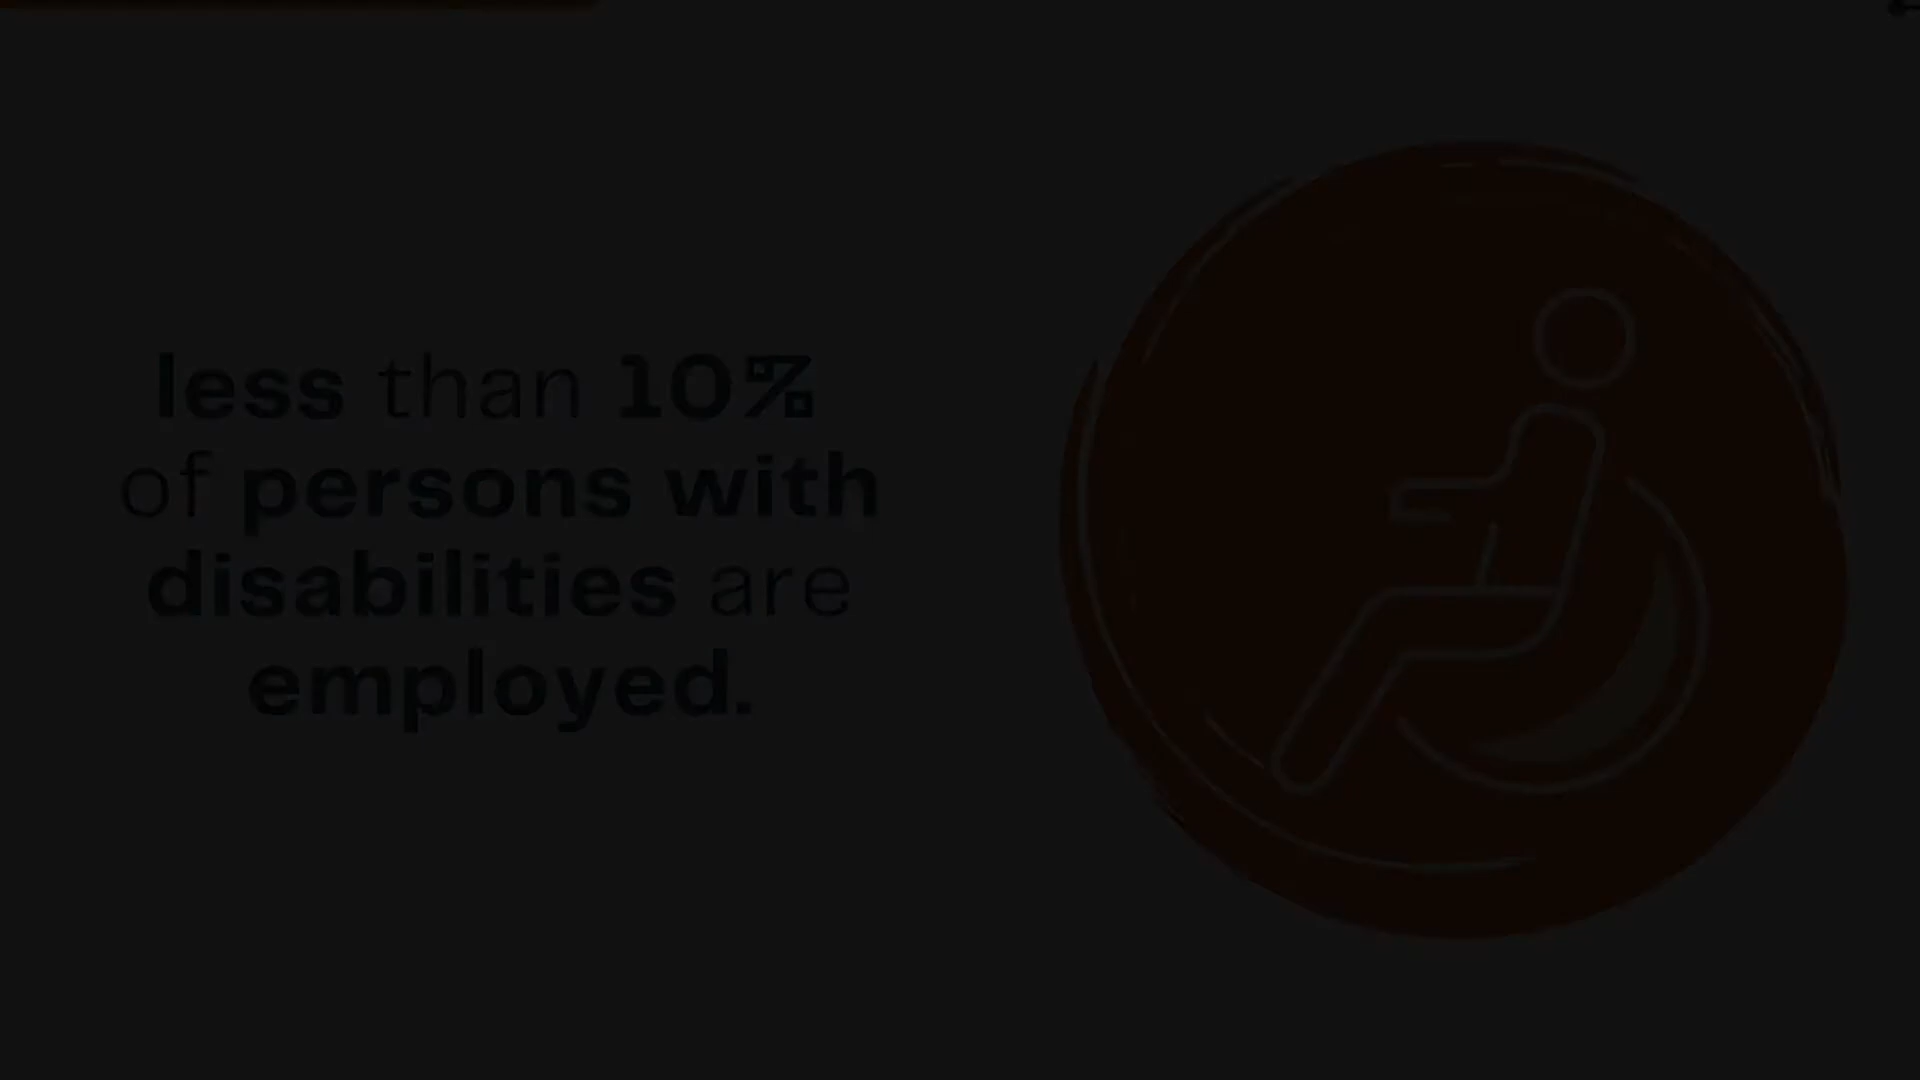 less than 10%
of persons with
disabilities are
employed.